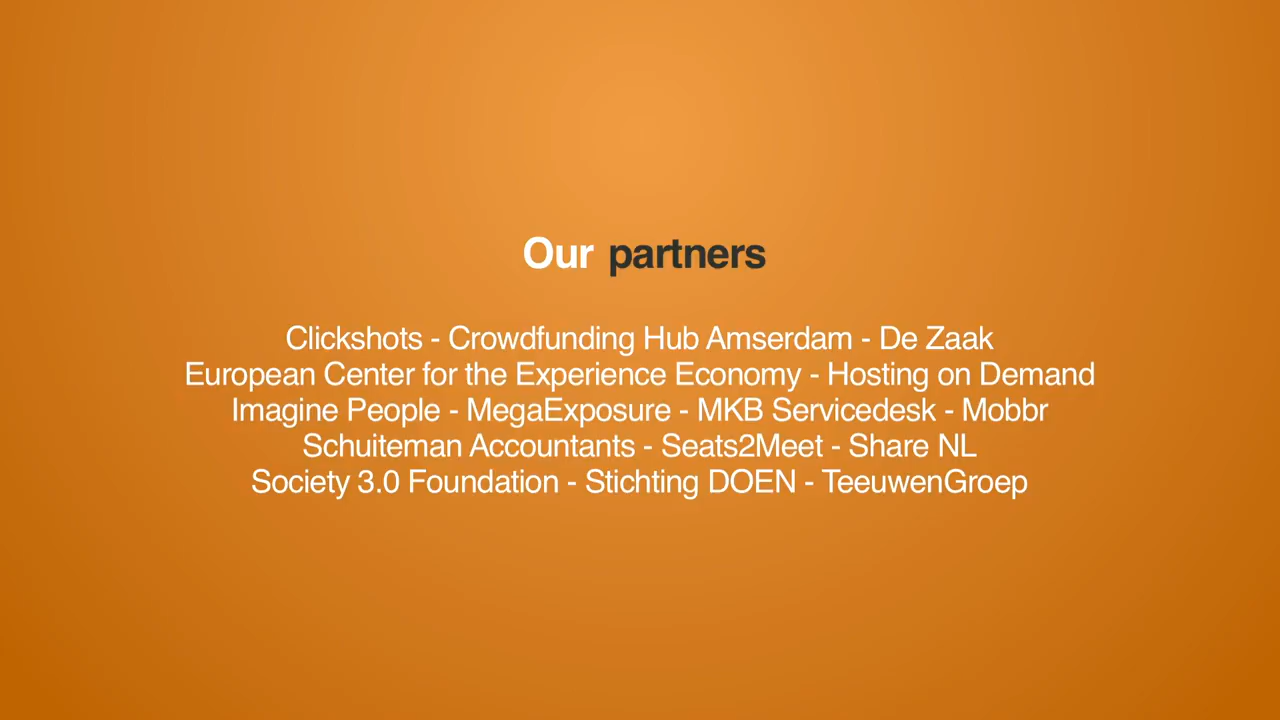 Our partners
Clickshots - Crowdfunding Hub Amserdam - De Zaak
European Center for the Experience Economy - Hosting on Demand
Imagine People - MegaExposure - MKB Servicedesk - Mobbr
Schuiteman Accountants - Seats2Meet - Share NL
Society 3.0 Foundation - Stichting DOEN - TeeuwenGroep